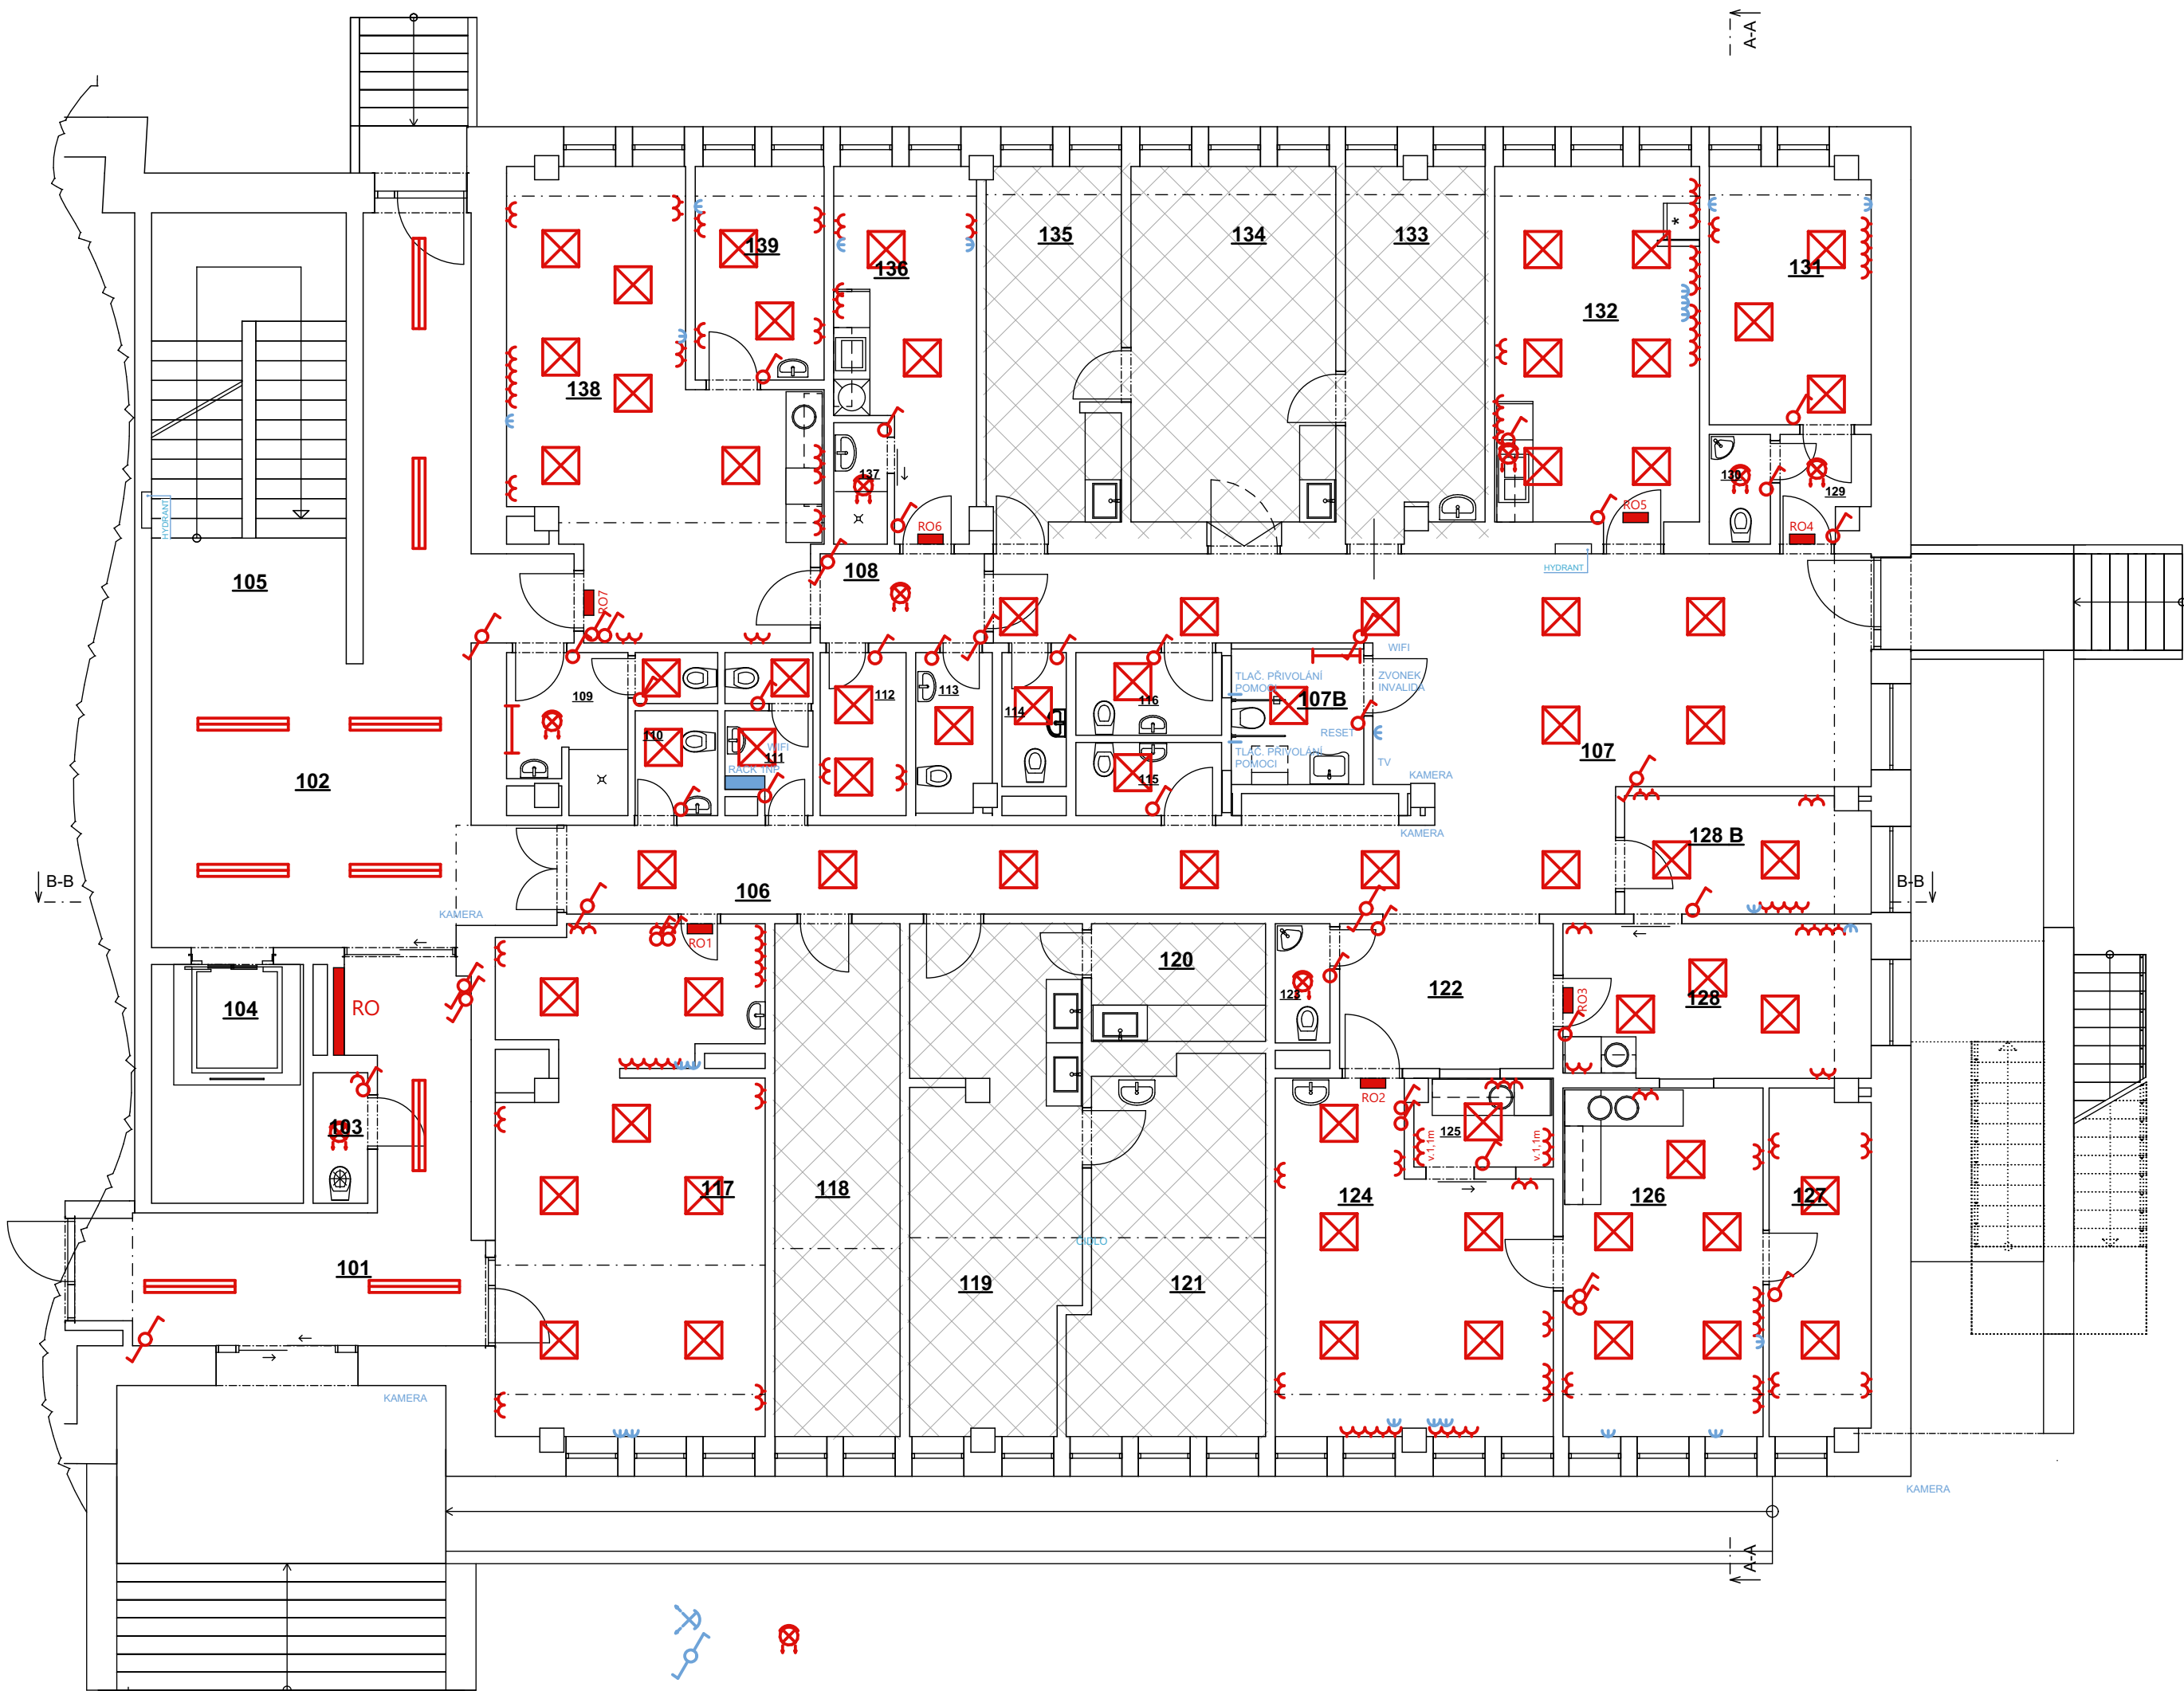 A-A
139
135
134
133
136
131
132
138
137
130
129
HYDRANT
RO6
RO5
RO4
105
108
HYDRANT
RO7
WIFI
TLAČ. PŘIVOLÁNÍ
POMOCI
ZVONEK
INVALIDA
109
112
113
114
116
107B
110
111
WIFI
RACK 1NP
115
RESET
TLAČ. PŘIVOLÁNÍ
POMOCI
TV
107
KAMERA
102
KAMERA
128 B
B-B
106
B-B
KAMERA
RO1
120
122
123
128
RO3
104
RO
RO2
103
125
v.1,1m
v.1,1m
117
118
124
126
127
ČIDLO
101
119
121
KAMERA
KAMERA
A-A